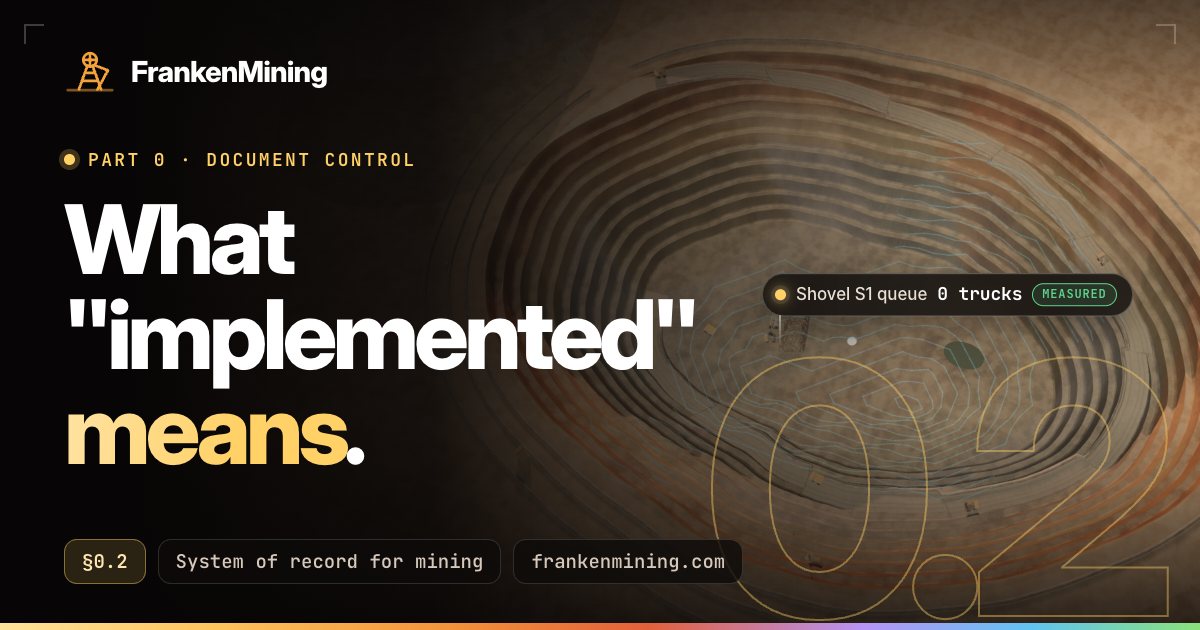 FrankenMining
PART 0 · DOCUMENT CONTROL
What
"implemented"
means.
Shovel S1 queue 0 trucks MEASURED
0.2
§0.2
System of record for mining
frankenmining.com